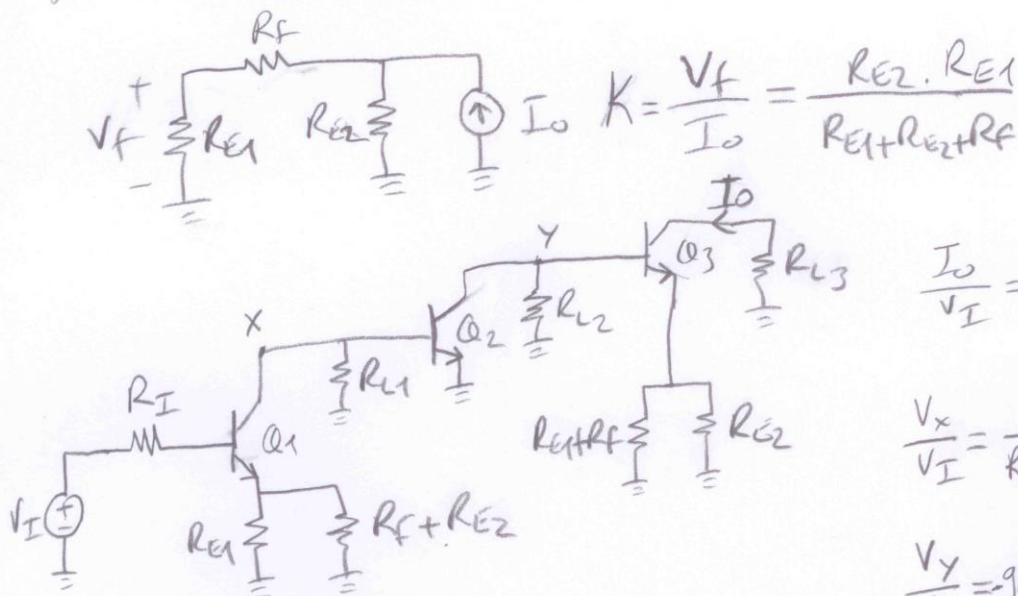 Rf
+
Vf
-
RE1
RE2
Io
K = Vf/Io = RE2 . RE1 / RE1+RE2+Rf
Io
Y
Q3
RL3
Io/VI =
X
Q2
RL2
RI
RL1
RE1+Rf
RE2
Q1
Vx/VI =
VI
+
-
RE1
Rf + RE2
Vy
= -g